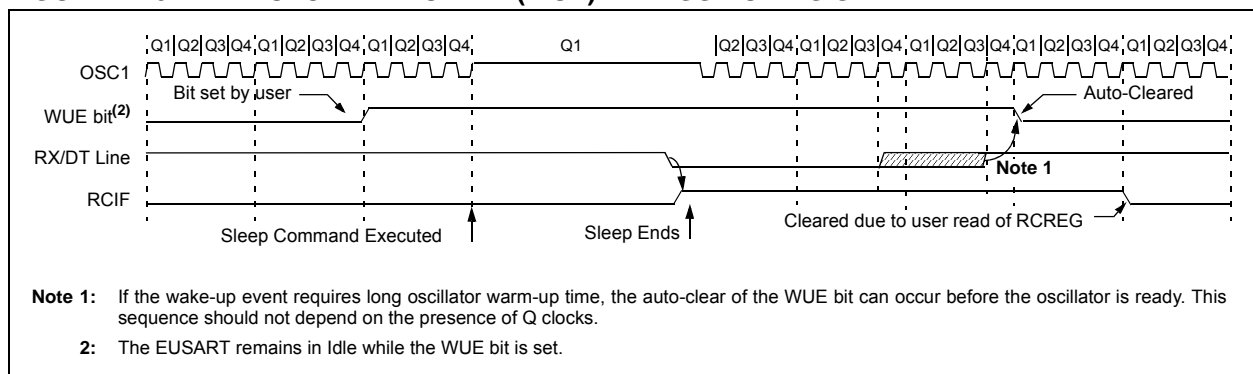 Q1 Q2 Q3 Q4 Q1 Q2 Q3 Q4 Q1 Q2 Q3 Q4 Q1 Q2 Q3 Q4 Q1 Q2 Q3 Q4 Q1 Q2 Q3 Q4 Q1 Q2 Q3 Q4 Q1 Q2 Q3 Q4
OSC1
Bit set by user
Auto-Cleared
WUE bit(2)
RX/DT Line
Note 1
RCIF
Cleared due to user read of RCREG
Sleep Command Executed
Sleep Ends
Note 1: If the wake-up event requires long oscillator warm-up time, the auto-clear of the WUE bit can occur before the oscillator is ready. This
sequence should not depend on the presence of Q clocks.
2: The EUSART remains in Idle while the WUE bit is set.